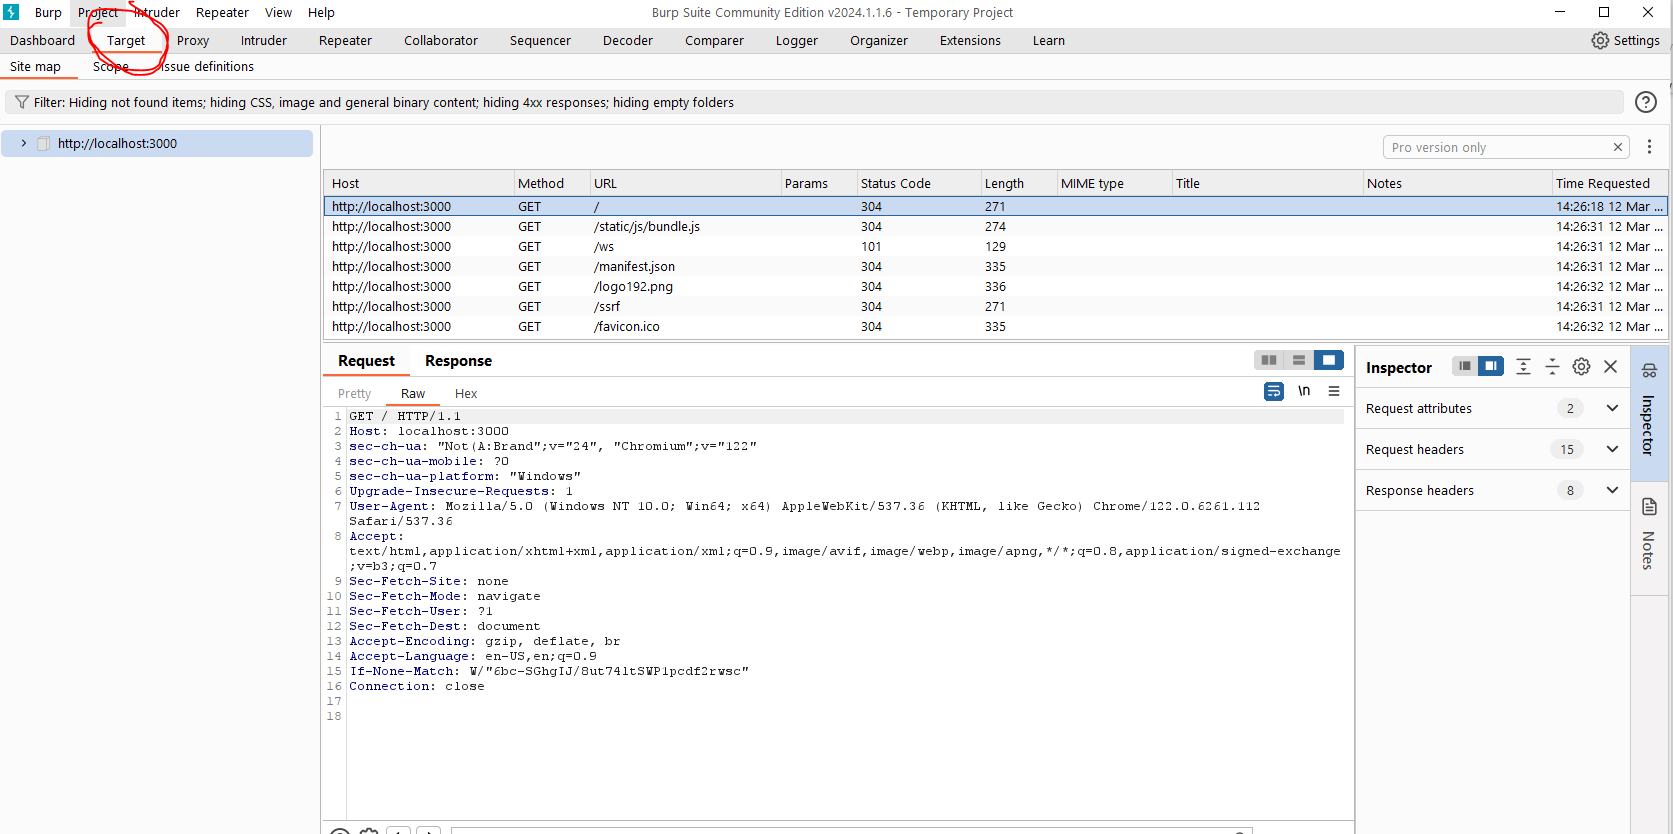 Burp Project Intruder Repeater View Help Burp Suite Community Edition v2024.1.1.6 - Temporary Project
Dashboard Target Proxy Intruder Repeater Collaborator Sequencer Decoder Comparer Logger Organizer Extensions Learn Settings
Site map Scope Issue definitions
Filter: Hiding not found items; hiding CSS, image and general binary content; hiding 4xx responses; hiding empty folders
http://localhost:3000
Pro version only
Host Method URL Params Status Code Length MIME type Title Notes Time Requested
http://localhost:3000 GET / 304 271 14:26:18 12 Mar ...
http://localhost:3000 GET /static/js/bundle.js 304 274 14:26:31 12 Mar ...
http://localhost:3000 GET /ws 101 129 14:26:31 12 Mar ...
http://localhost:3000 GET /manifest.json 304 335 14:26:31 12 Mar ...
http://localhost:3000 GET /logo192.png 304 336 14:26:32 12 Mar ...
http://localhost:3000 GET /ssrf 304 271 14:26:31 12 Mar ...
http://localhost:3000 GET /favicon.ico 304 335 14:26:32 12 Mar ...
Request Response
Pretty Raw Hex \n
1 GET / HTTP/1.1
2 Host: localhost:3000
3 sec-ch-ua: "Not(A:Brand";v="24", "Chromium";v="122"
4 sec-ch-ua-mobile: ?0
5 sec-ch-ua-platform: "Windows"
6 Upgrade-Insecure-Requests: 1
7 User-Agent: Mozilla/5.0 (Windows NT 10.0; Win64; x64) AppleWebKit/537.36 (KHTML, like Gecko) Chrome/122.0.6261.112
Safari/537.36
8 Accept:
text/html,application/xhtml+xml,application/xml;q=0.9,image/avif,image/webp,image/apng,*/*;q=0.8,application/signed-exchange
;v=b3;q=0.7
9 Sec-Fetch-Site: none
10 Sec-Fetch-Mode: navigate
11 Sec-Fetch-User: ?1
12 Sec-Fetch-Dest: document
13 Accept-Encoding: gzip, deflate, br
14 Accept-Language: en-US,en;q=0.9
15 If-None-Match: W/"6bc-SGhgIJ/8ut74ltSWP1pcdf2rwsc"
16 Connection: close
17
18
Inspector
Request attributes 2
Request headers 15
Response headers 8
Inspector
Notes